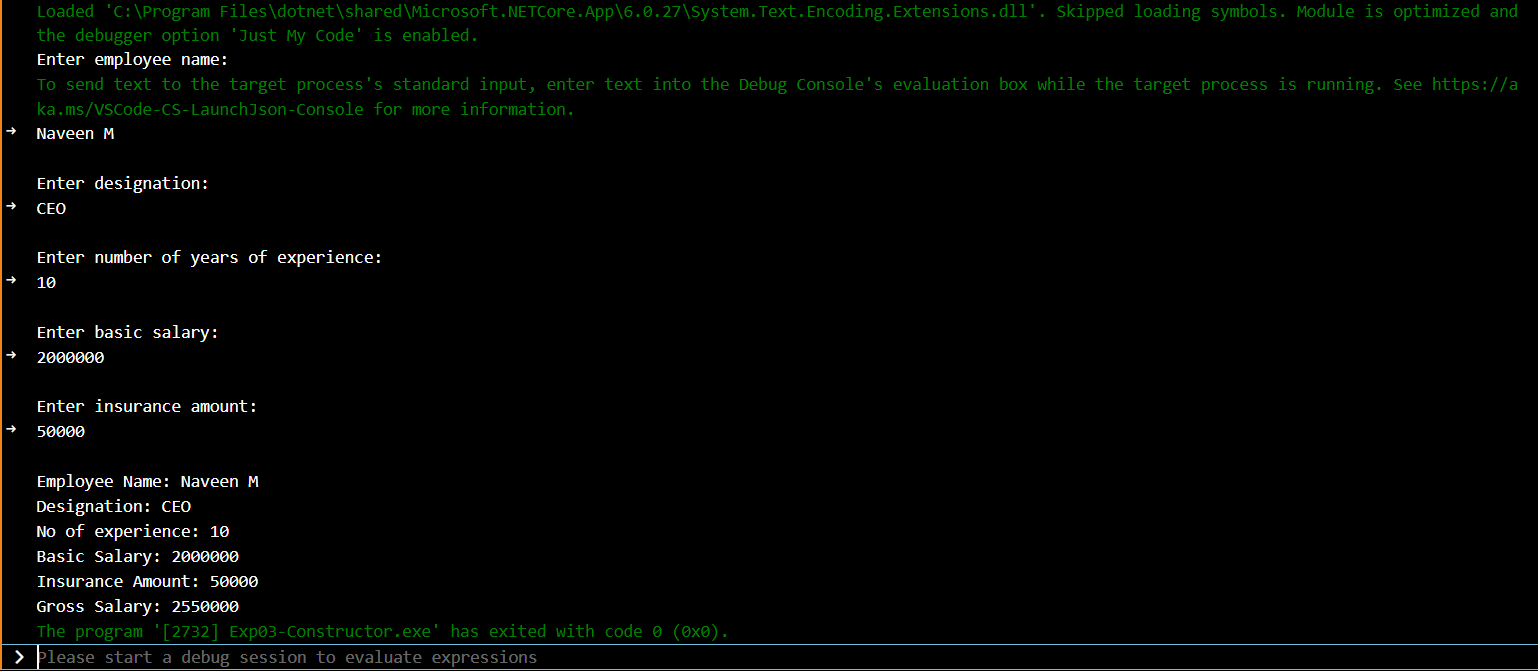 Loaded 'C:\Program Files\dotnet\shared\Microsoft.NETCore.App\6.0.27\System.Text.Encoding.Extensions.dll'. Skipped loading symbols. Module is optimized and
the debugger option 'Just My Code' is enabled.
Enter employee name:
To send text to the target process's standard input, enter text into the Debug Console's evaluation box while the target process is running. See https://a
ka.ms/VSCode-CS-LaunchJson-Console for more information.
→ Naveen M
Enter designation:
→ CEO
Enter number of years of experience:
→ 10
Enter basic salary:
→ 2000000
Enter insurance amount:
→ 50000
Employee Name: Naveen M
Designation: CEO
No of experience: 10
Basic Salary: 2000000
Insurance Amount: 50000
Gross Salary: 2550000
The program '[2732] Exp03-Constructor.exe' has exited with code 0 (0x0).
Please start a debug session to evaluate expressions